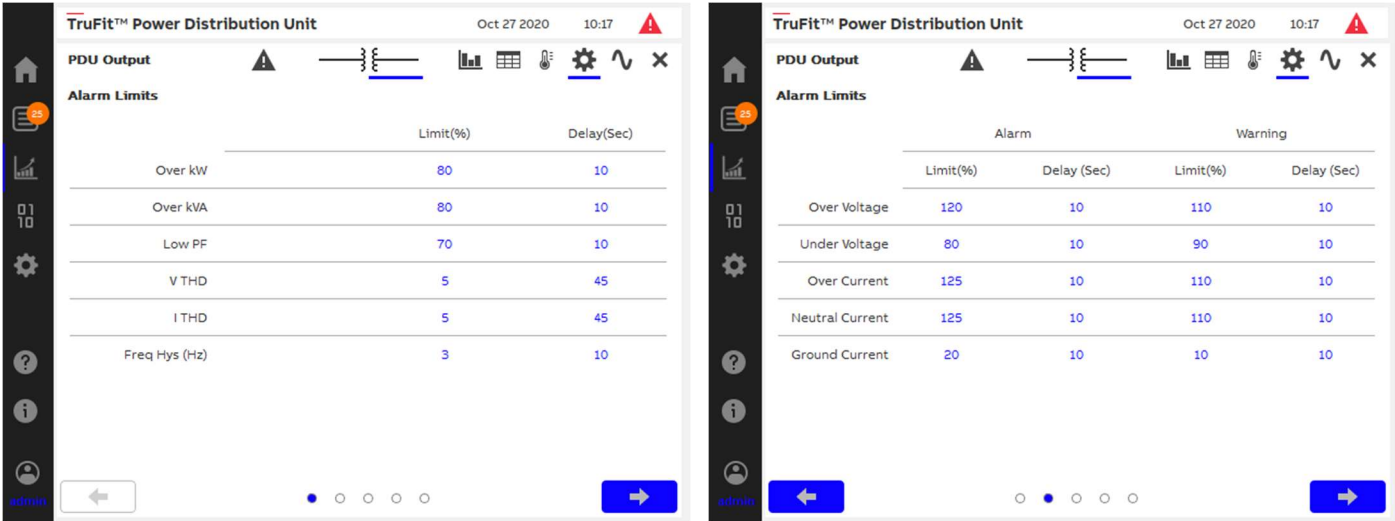 TruFit™ Power Distribution Unit Oct 27 2020 10:17
PDU Output
Alarm Limits
25
Limit(%) Delay(Sec)
Over kW 80 10
Over kVA 80 10
Low PF 70 10
V THD 5 45
I THD 5 45
Freq Hys (Hz) 3 10
admin
TruFit™ Power Distribution Unit Oct 27 2020 10:17
PDU Output
Alarm Limits
25
Alarm Warning
Limit(%) Delay (Sec) Limit(%) Delay (Sec)
Over Voltage 120 10 110 10
Under Voltage 80 10 90 10
Over Current 125 10 110 10
Neutral Current 125 10 110 10
Ground Current 20 10 10 10
admin